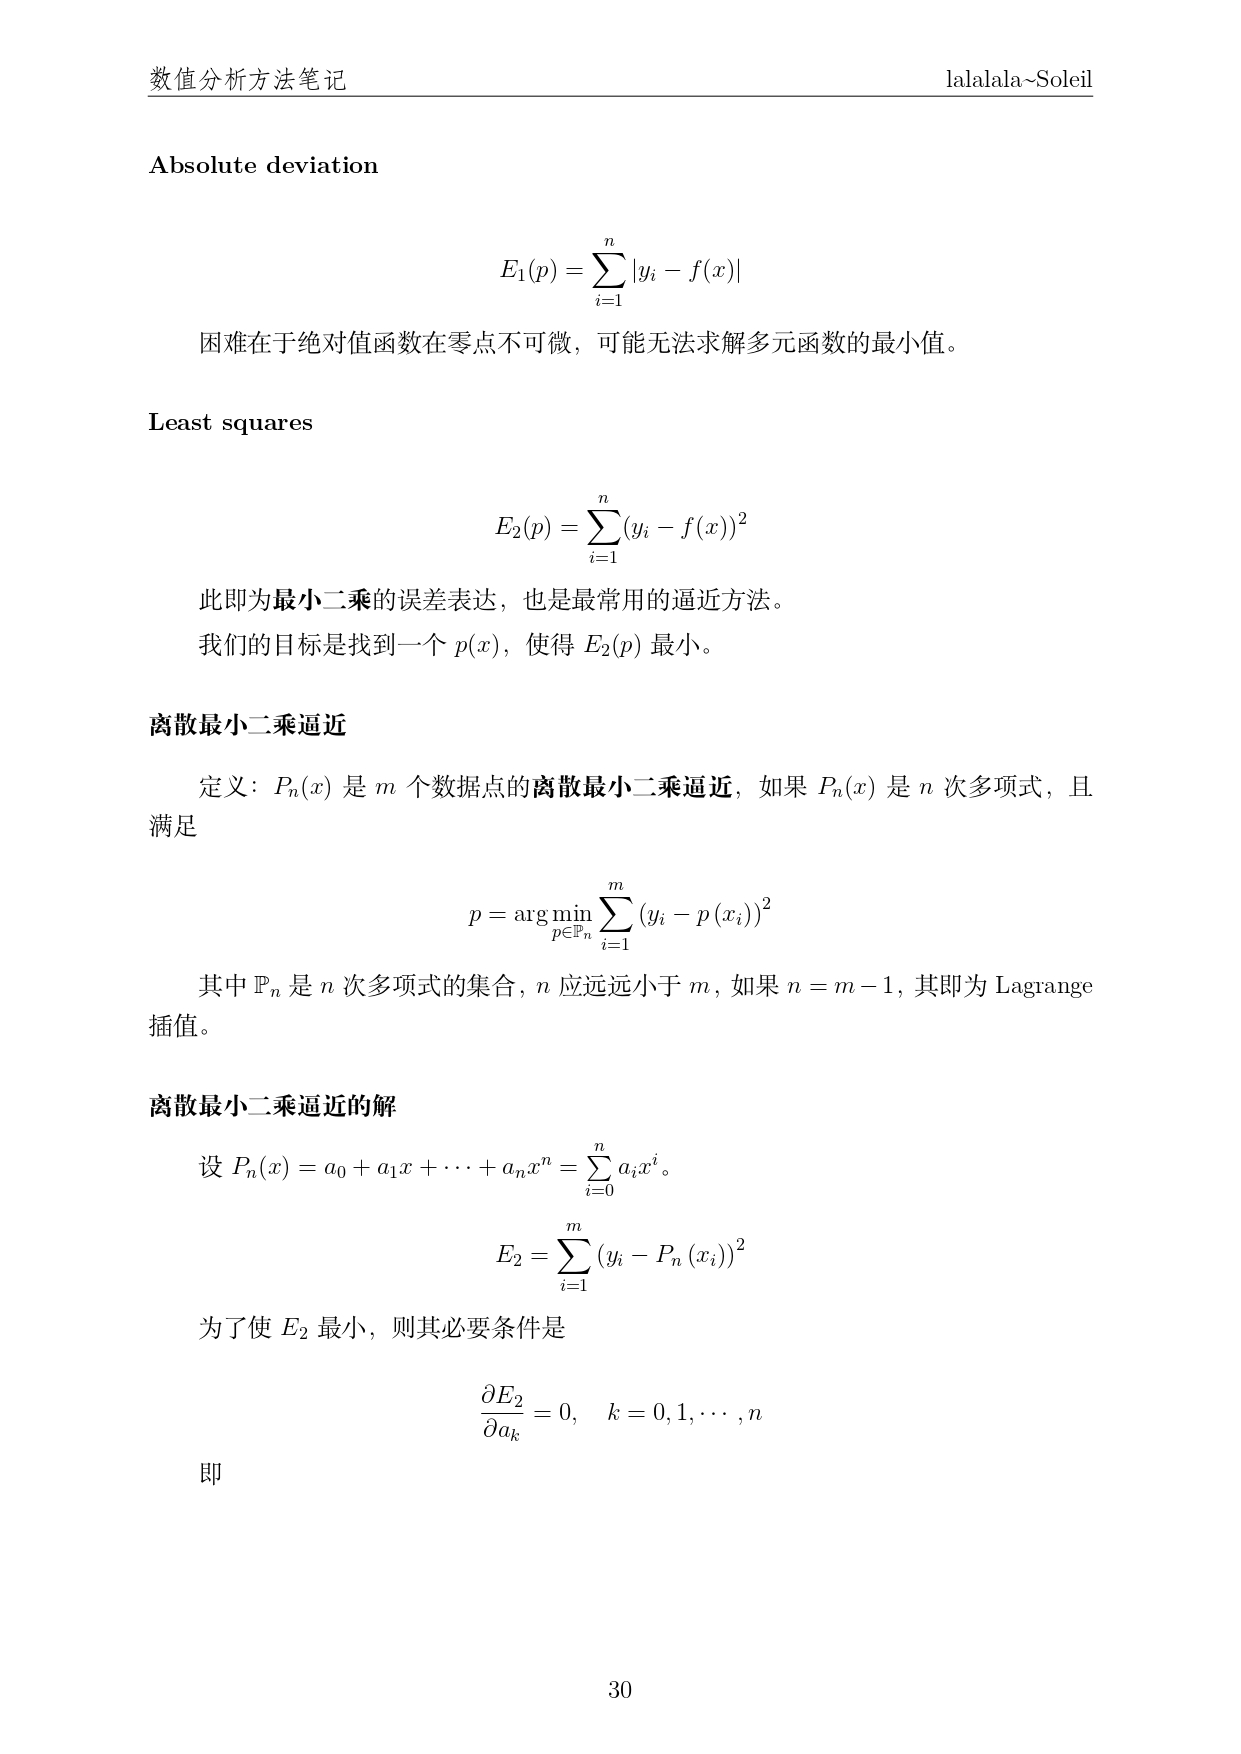 数值分析方法笔记 lalalala~Soleil
Absolute deviation
$E_1(p) = \sum_{i=1}^{n} |y_i - f(x)|$
困难在于绝对值函数在零点不可微，可能无法求解多元函数的最小值。
Least squares
$E_2(p) = \sum_{i=1}^{n} (y_i - f(x))^2$
此即为最小二乘的误差表达，也是最常用的逼近方法。
我们的目标是找到一个 $p(x)$，使得 $E_2(p)$ 最小。
离散最小二乘逼近
定义：$P_n(x)$ 是 $m$ 个数据点的离散最小二乘逼近，如果 $P_n(x)$ 是 $n$ 次多项式，且
满足
$p = \arg\min_{p \in \mathbb{P}_n} \sum_{i=1}^{m} (y_i - p(x_i))^2$
其中 $\mathbb{P}_n$ 是 $n$ 次多项式的集合，$n$ 应远远小于 $m$，如果 $n = m - 1$，其即为 Lagrange
插值。
离散最小二乘逼近的解
设 $P_n(x) = a_0 + a_1 x + \cdots + a_n x^n = \sum_{i=0}^{n} a_i x^i$。
$E_2 = \sum_{i=1}^{m} (y_i - P_n(x_i))^2$
为了使 $E_2$ 最小，则其必要条件是
$\frac{\partial E_2}{\partial a_k} = 0, \quad k = 0, 1, \cdots, n$
即
30